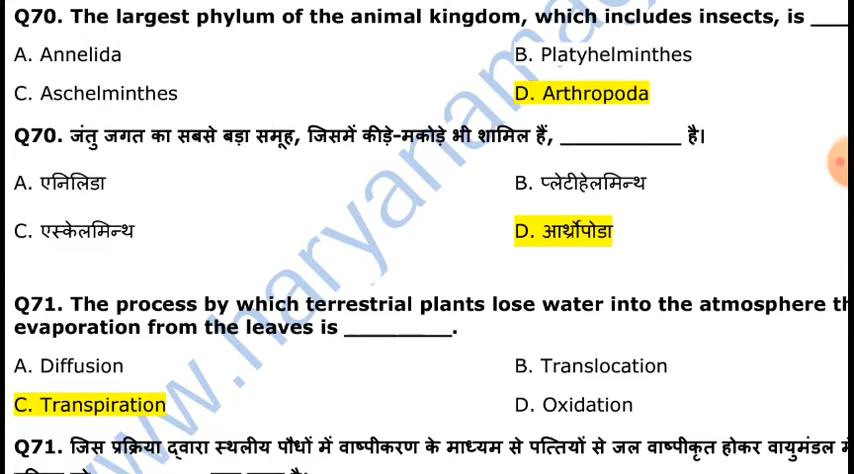 Q70. The largest phylum of the animal kingdom, which includes insects, is ____
A. Annelida B. Platyhelminthes
C. Aschelminthes D. Arthropoda
Q70. जंतु जगत का सबसे बड़ा समूह, जिसमें कीड़े-मकोड़े भी शामिल हैं, ____________ है।
A. एनिलिडा B. प्लेटीहेलमिन्थ
C. एस्केलमिन्थ D. आर्थ्रोपोडा
Q71. The process by which terrestrial plants lose water into the atmosphere
evaporation from the leaves is __________.
A. Diffusion B. Translocation
C. Transpiration D. Oxidation
Q71. जिस प्रक्रिया द्वारा स्थलीय पौधों में वाष्पीकरण के माध्यम से पत्तियों से जल वाष्पीकृत होकर वायुमंडल